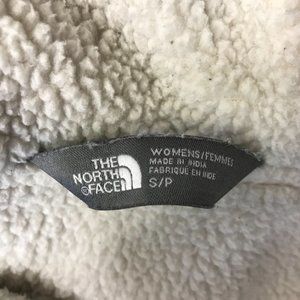 THE
NORTH
FACE
WOMENS/FEMMES
MADE IN INDIA
FABRIQUE EN INDE
S/P